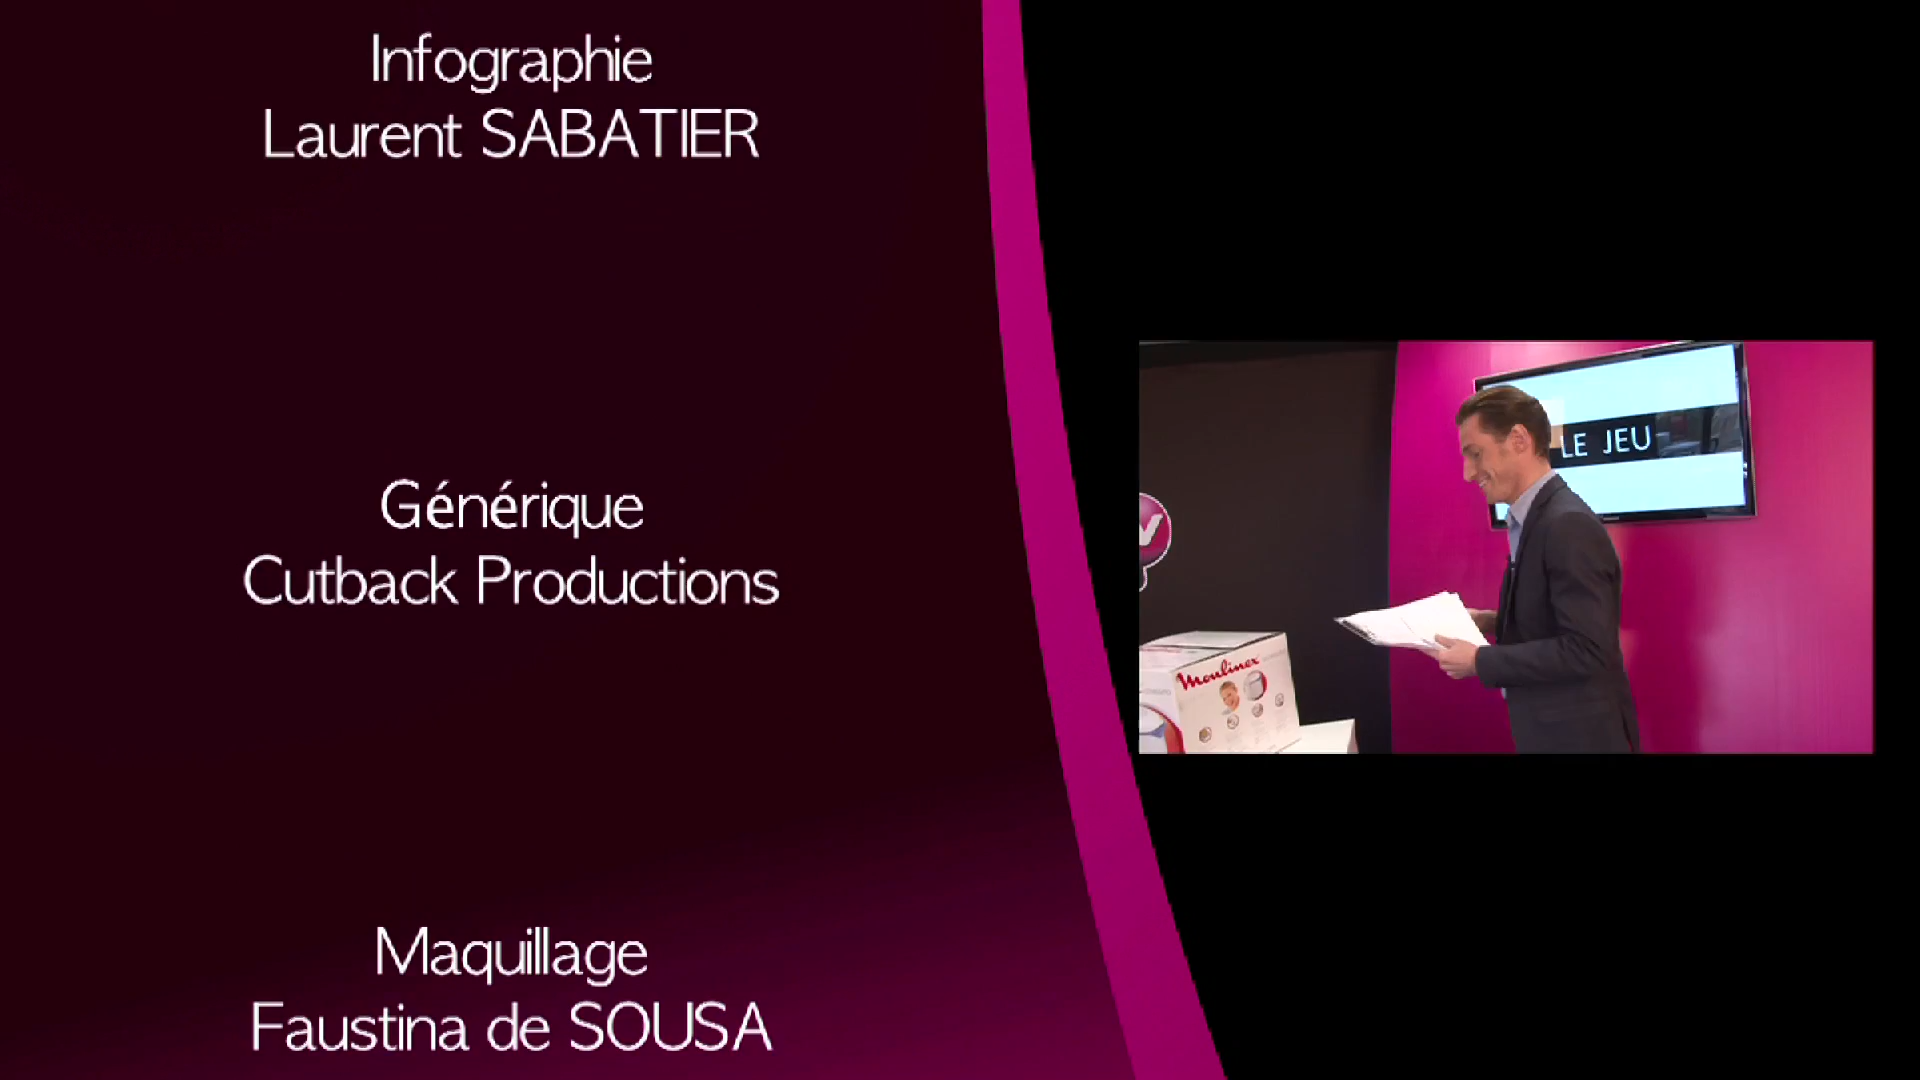 Infographie
Laurent SABATIER
Générique
Cutback Productions
Maquillage
Faustina de SOUSA
LE JEU
Moulinex